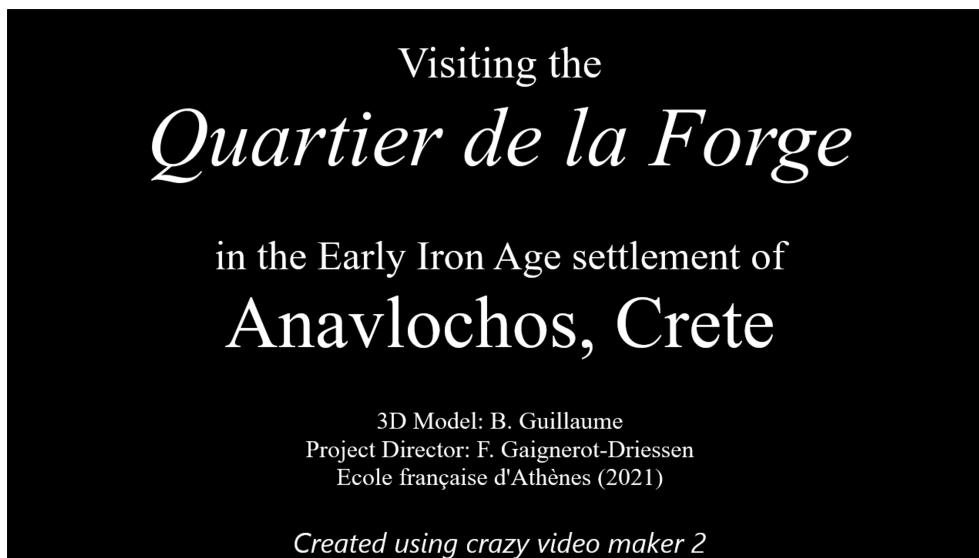 Visiting the
Quartier de la Forge
in the Early Iron Age settlement of
Anavlochos, Crete
3D Model: B. Guillaume
Project Director: F. Gaignerot-Driessen
Ecole française d'Athènes (2021)
Created using crazy video maker 2